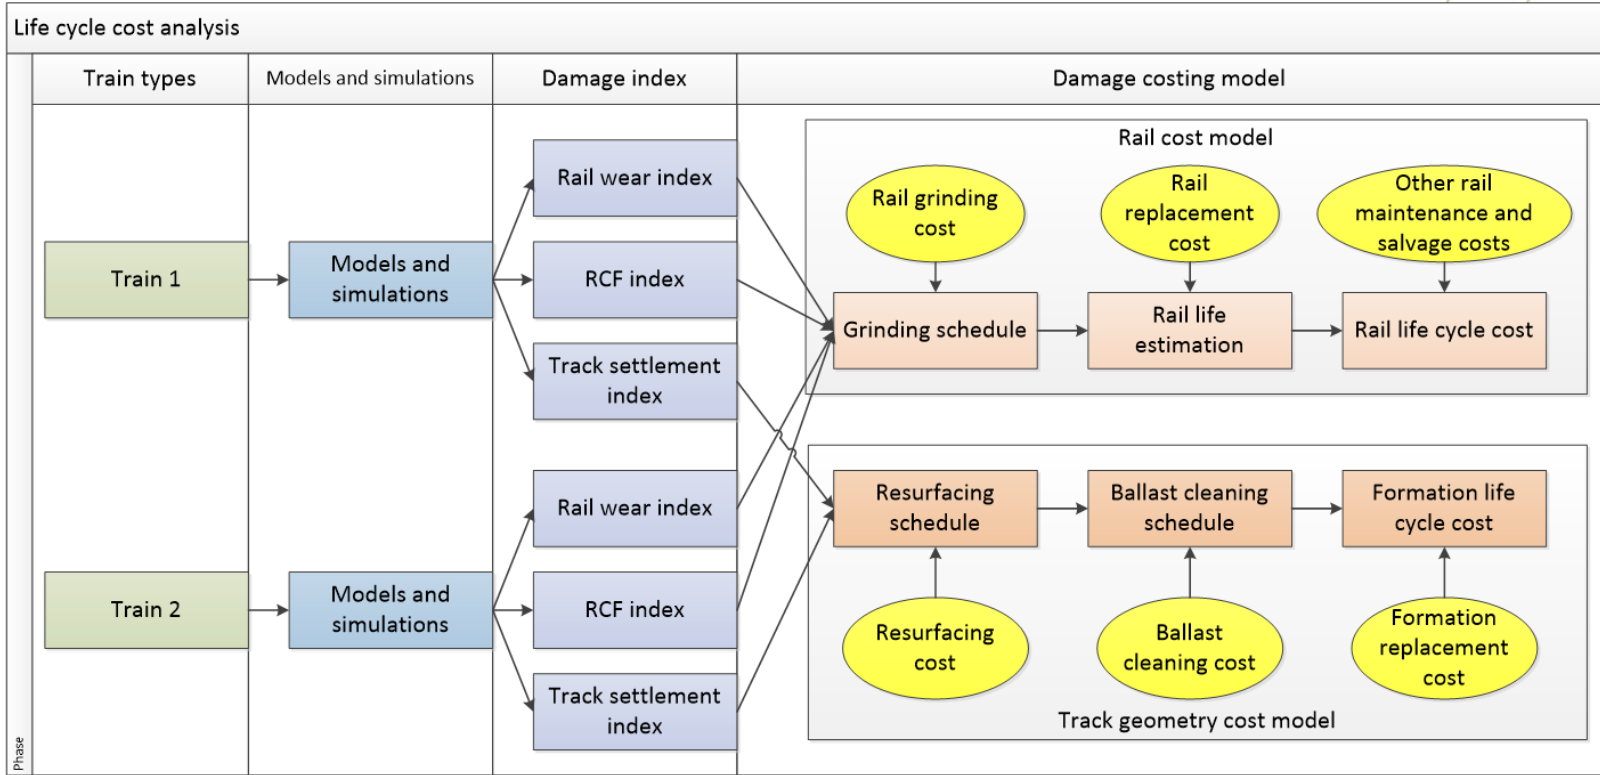 Life cycle cost analysis
Train types
Models and simulations
Damage index
Damage costing model
Phase
Train 1
Models and
simulations
Rail wear index
RCF index
Track settlement
index
Train 2
Models and
simulations
Rail wear index
RCF index
Track settlement
index
Rail cost model
Rail grinding
cost
Rail
replacement
cost
Other rail
maintenance and
salvage costs
Grinding schedule
Rail life
estimation
Rail life cycle cost
Resurfacing
schedule
Ballast cleaning
schedule
Formation life
cycle cost
Resurfacing
cost
Ballast
cleaning cost
Formation
replacement
cost
Track geometry cost model